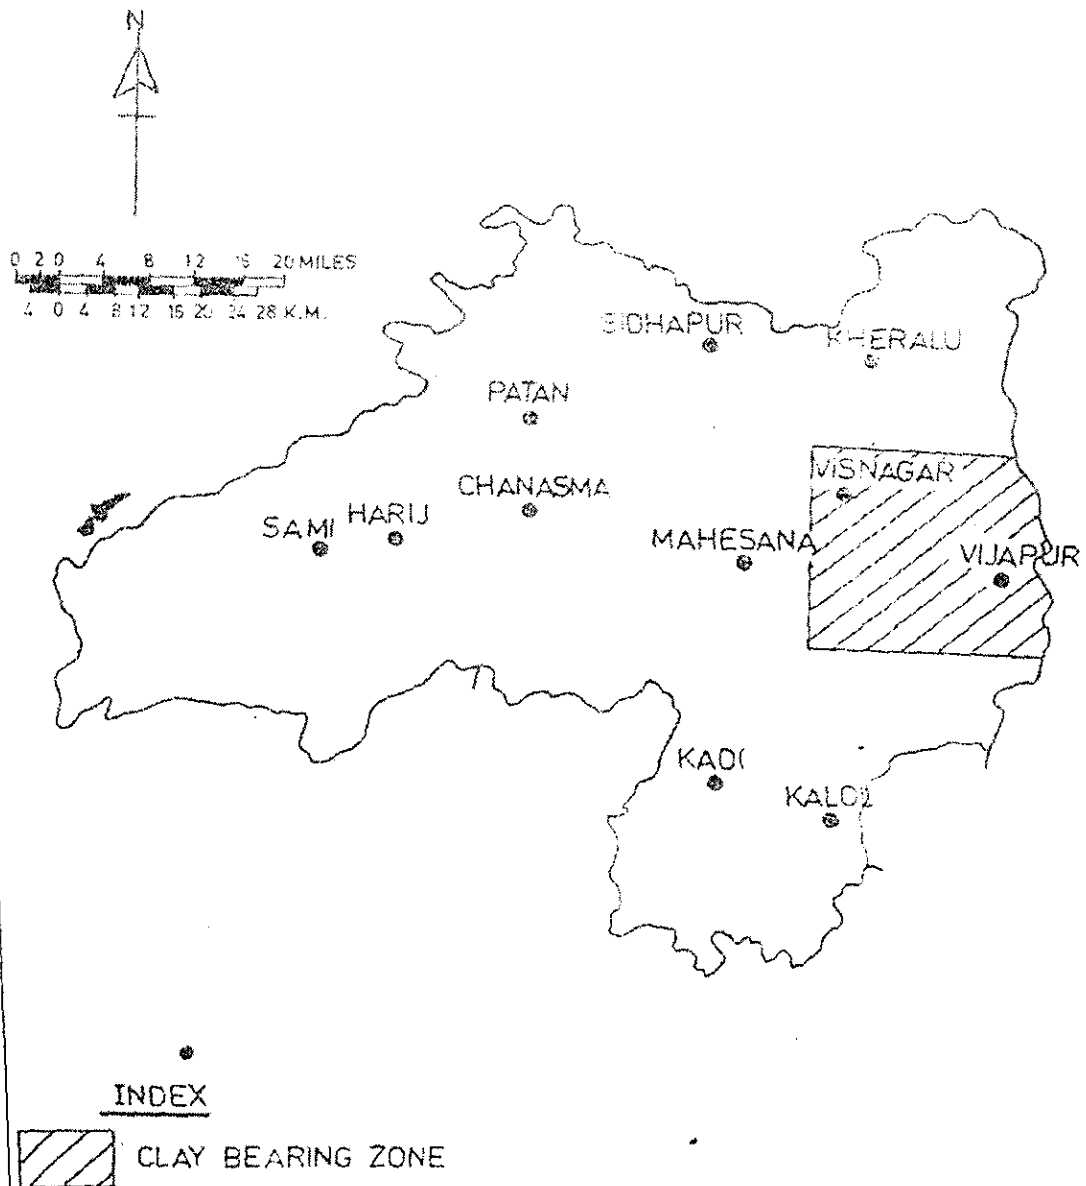 N
0 2 0 4 8 12 16 20 MILES
4 0 4 8 12 16 20 24 28 K.M.
SIDHAPUR
KHERALU
PATAN
VISNAGAR
CHANASMA
HARIJ
SAMI
MAHESANA
VIJAPUR
KADI
KALOL
INDEX
CLAY BEARING ZONE